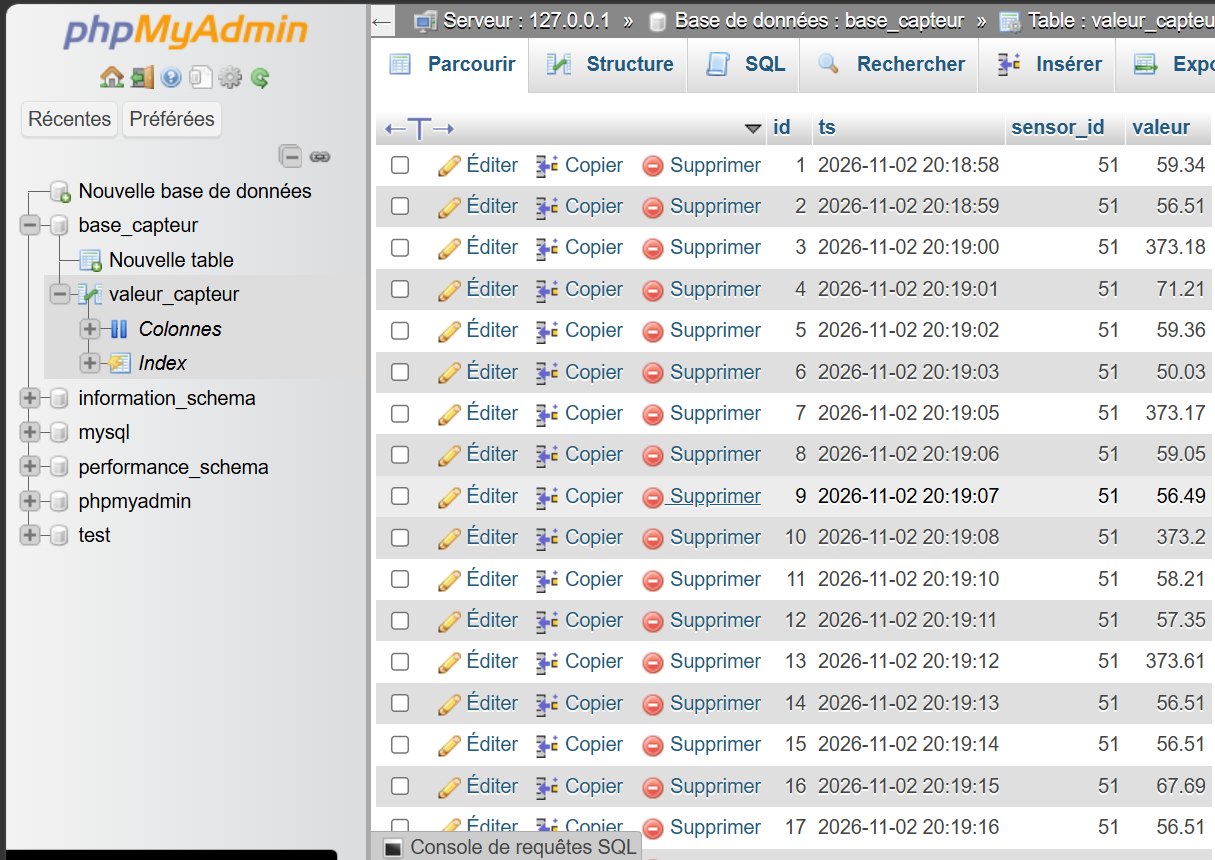 phpMyAdmin
Récentes Préférées
Nouvelle base de données
base_capteur
Nouvelle table
valeur_capteur
Colonnes
Index
information_schema
mysql
performance_schema
phpmyadmin
test
Serveur : 127.0.0.1 » Base de données : base_capteur » Table : valeur_capteu
Parcourir Structure SQL Rechercher Insérer Expo
←T→ id ts sensor_id valeur
Éditer Copier Supprimer 1 2026-11-02 20:18:58 51 59.34
Éditer Copier Supprimer 2 2026-11-02 20:18:59 51 56.51
Éditer Copier Supprimer 3 2026-11-02 20:19:00 51 373.18
Éditer Copier Supprimer 4 2026-11-02 20:19:01 51 71.21
Éditer Copier Supprimer 5 2026-11-02 20:19:02 51 59.36
Éditer Copier Supprimer 6 2026-11-02 20:19:03 51 50.03
Éditer Copier Supprimer 7 2026-11-02 20:19:05 51 373.17
Éditer Copier Supprimer 8 2026-11-02 20:19:06 51 59.05
Éditer Copier Supprimer 9 2026-11-02 20:19:07 51 56.49
Éditer Copier Supprimer 10 2026-11-02 20:19:08 51 373.2
Éditer Copier Supprimer 11 2026-11-02 20:19:10 51 58.21
Éditer Copier Supprimer 12 2026-11-02 20:19:11 51 57.35
Éditer Copier Supprimer 13 2026-11-02 20:19:12 51 373.61
Éditer Copier Supprimer 14 2026-11-02 20:19:13 51 56.51
Éditer Copier Supprimer 15 2026-11-02 20:19:14 51 56.51
Éditer Copier Supprimer 16 2026-11-02 20:19:15 51 67.69
Éditer Copier Supprimer 17 2026-11-02 20:19:16 51 56.51
Console de requêtes SQL